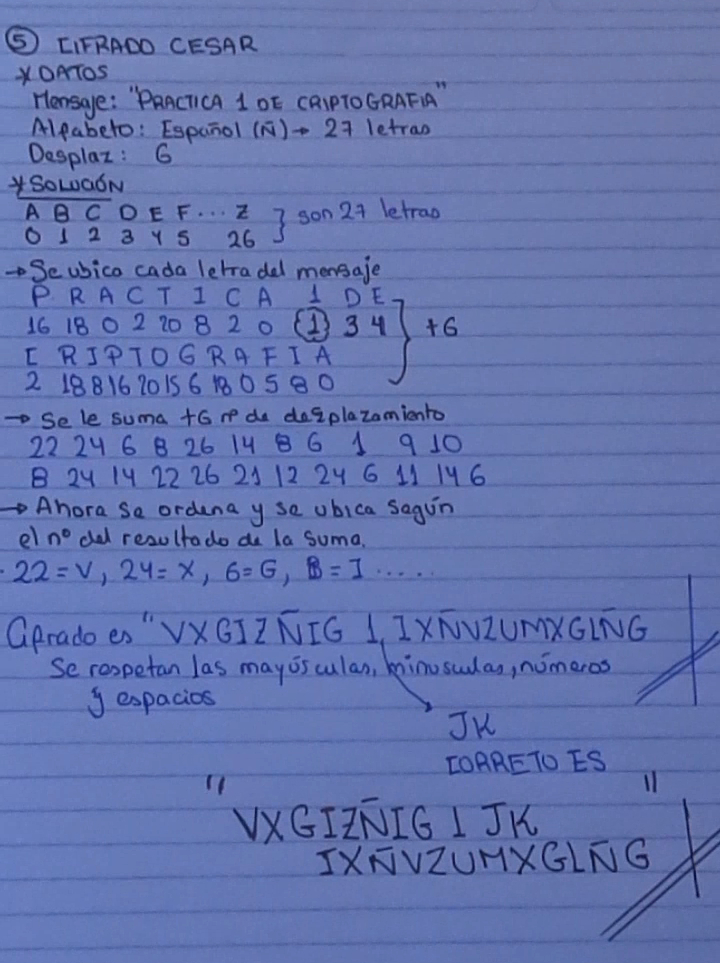 ⑤ CIFRADO CESAR
* DATOS
Mensaje: "PRACTICA 1 DE CRIPTOGRAFIA"
Alfabeto: Español (Ñ) → 27 letras
Desplaz: 6
* SOLUCIÓN
A B C D E F ... Z } son 27 letras
0 1 2 3 4 5 26
→ Se ubica cada letra del mensaje
P R A C T I C A 1 D E
16 18 0 2 20 8 2 0 (1) 3 4 } +6
C R I P T O G R A F I A
2 18 8 16 20 15 6 18 0 5 8 0
→ Se le suma +6 nº de desplazamiento
22 24 6 8 26 14 8 6 1 9 10
8 24 14 22 26 21 12 24 6 11 14 6
→ Ahora se ordena y se ubica según
el nº del resultado de la suma.
· 22 = V, 24 = X, 6 = G, 8 = I .....
Cifrado es "VXGIZÑIG 1, IXÑVZUMXGLÑG
Se respetan las mayúsculas, minusculas, números
y espacios
JK
CORRETO ES
"VXGIZÑIG 1 JK
IXÑVZUMXGLÑG"